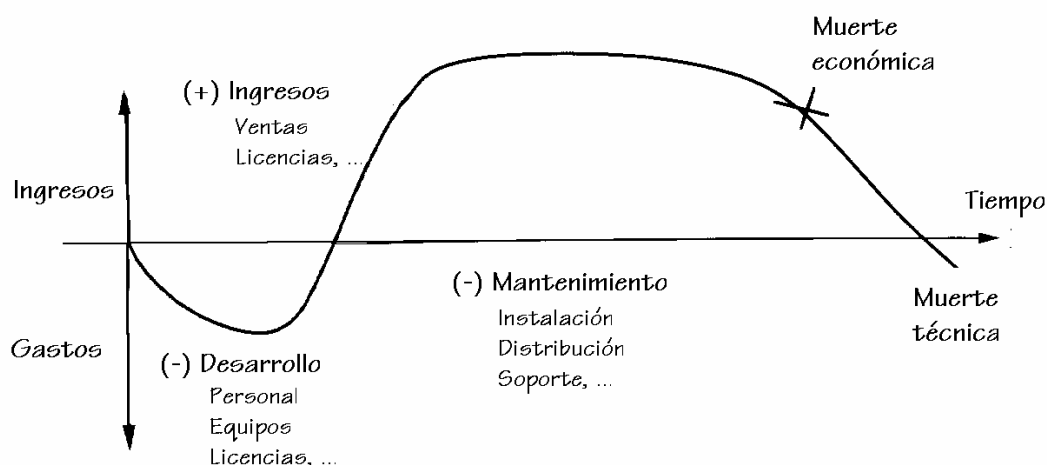 Muerte
económica
(+) Ingresos
Ventas
Licencias, ...
Ingresos
Tiempo
(-) Mantenimiento
Instalación
Distribución
Soporte, ...
Muerte
técnica
Gastos
(-) Desarrollo
Personal
Equipos
Licencias, ...